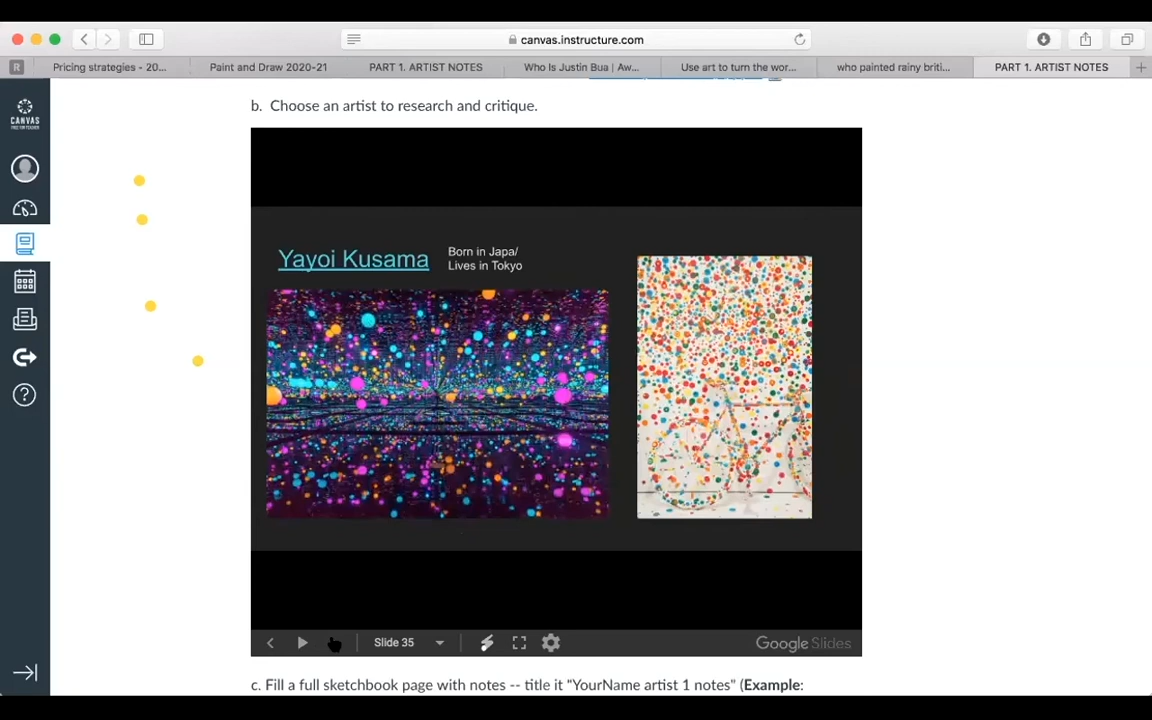 canvas.instructure.com
R
Pricing strategies - 20...
Paint and Draw 2020-21
PART 1. ARTIST NOTES
Who Is Justin Bua | Aw...
Use art to turn the wor...
who painted rainy briti...
PART 1. ARTIST NOTES
CANVAS
FREE FOR TEACHER
b. Choose an artist to research and critique.
Yayoi Kusama
Born in Japa/
Lives in Tokyo
Slide 35
Google Slides
c. Fill a full sketchbook page with notes -- title it "YourName artist 1 notes" (Example: